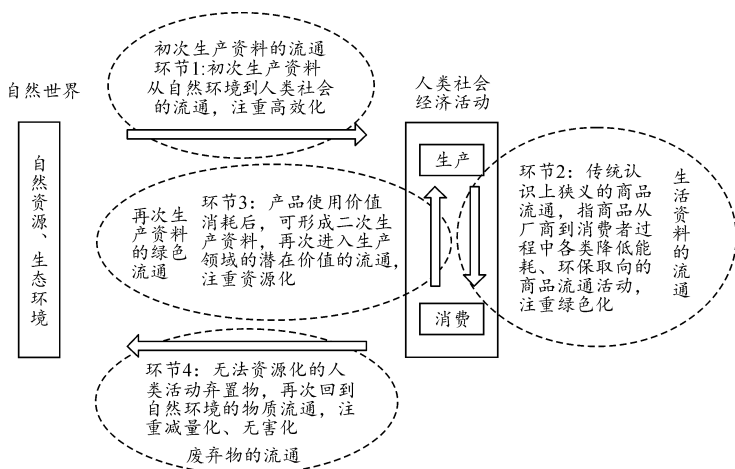 初次生产资料的流通
环节1:初次生产资料
从自然环境到人类社会
的流通，注重高效化
自然世界
自然资源、生态环境
人类社会
经济活动
生产
消费
环节2：传统认
识上狭义的商品
流通，指商品从
厂商到消费者过
程中各类降低能
耗、环保取向的
商品流通活动，
注重绿色化
生活资料的流通
再次生
产资料
的绿色
流通
环节3：产品使用价值
消耗后，可形成二次生
产资料，再次进入生产
领域的潜在价值的流通，
注重资源化
环节4：无法资源化的人
类活动弃置物，再次回到
自然环境的物质流通，注
重减量化、无害化
废弃物的流通